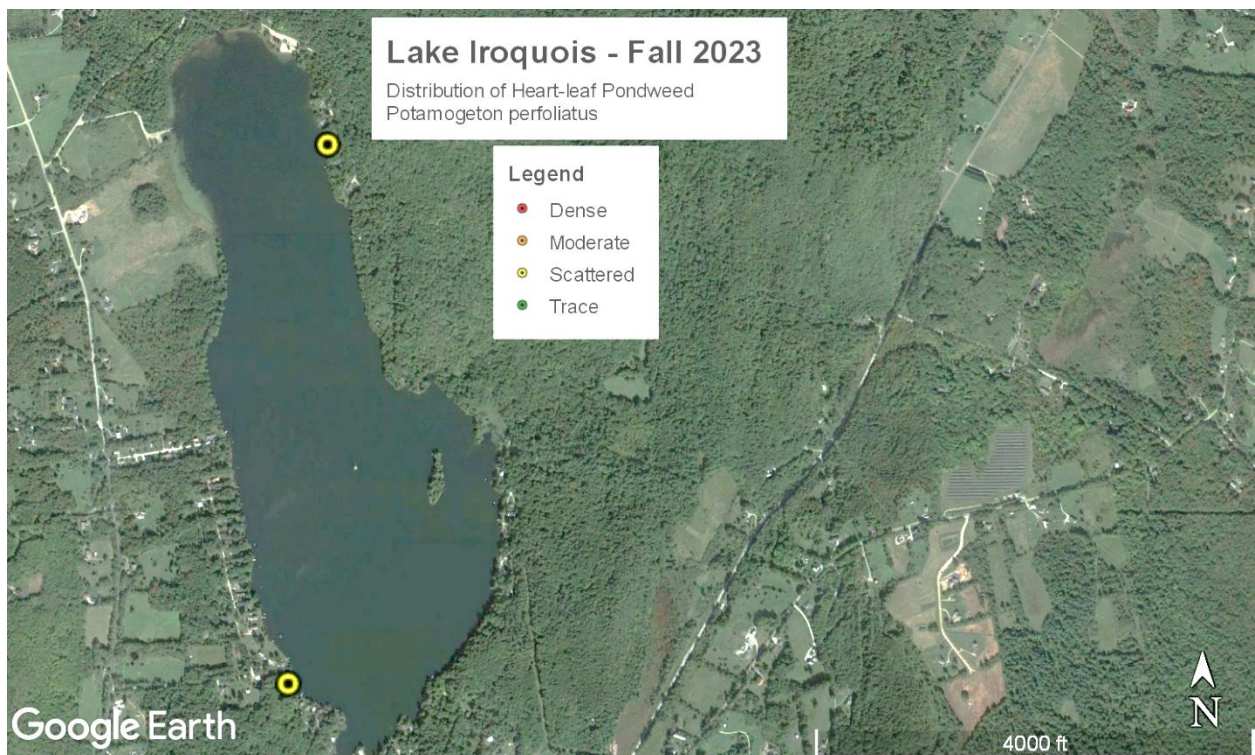 Lake Iroquois - Fall 2023
Distribution of Heart-leaf Pondweed
Potamogeton perfoliatus
Legend
Dense
Moderate
Scattered
Trace
Google Earth
N
4000 ft